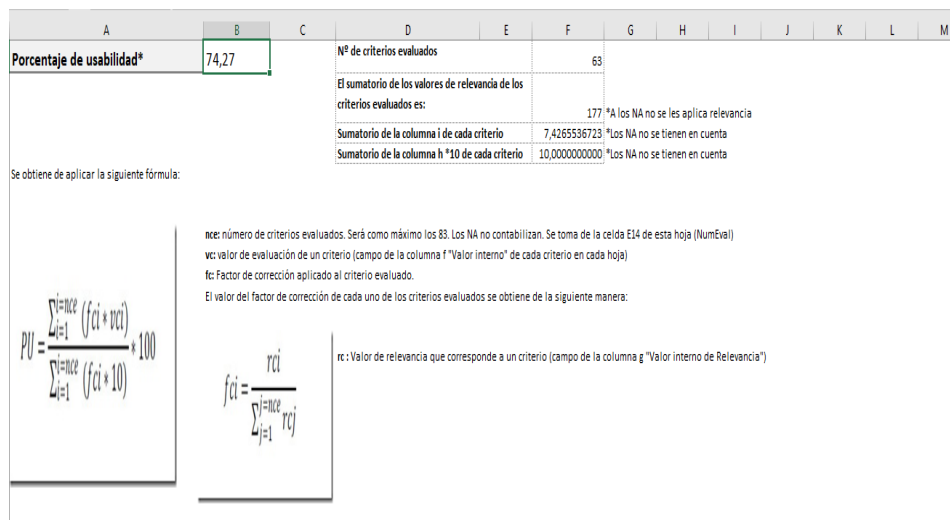 A B C D E F G H I J K L M
Porcentaje de usabilidad* 74,27
Nº de criterios evaluados 63
El sumatorio de los valores de relevancia de los
criterios evaluados es: 177 *A los NA no se les aplica relevancia
Sumatorio de la columna i de cada criterio 7,4265536723 *Los NA no se tienen en cuenta
Sumatorio de la columna h *10 de cada criterio 10,0000000000 *Los NA no se tienen en cuenta
Se obtiene de aplicar la siguiente fórmula:
nce: número de criterios evaluados. Será como máximo los 83. Los NA no contabilizan. Se toma de la celda E14 de esta hoja (NumEval)
vc: valor de evaluación de un criterio (campo de la columna f "Valor interno" de cada criterio en cada hoja)
fc: Factor de corrección aplicado al criterio evaluado.
El valor del factor de corrección de cada uno de los criterios evaluados se obtiene de la siguiente manera:
PU = ∑_{i=1}^{i=nce} (fci * vci) / ∑_{i=1}^{i=nce} (fci * 10) * 100
fci = rci / ∑_{j=1}^{j=nce} rcj
rc : Valor de relevancia que corresponde a un criterio (campo de la columna g "Valor interno de Relevancia")